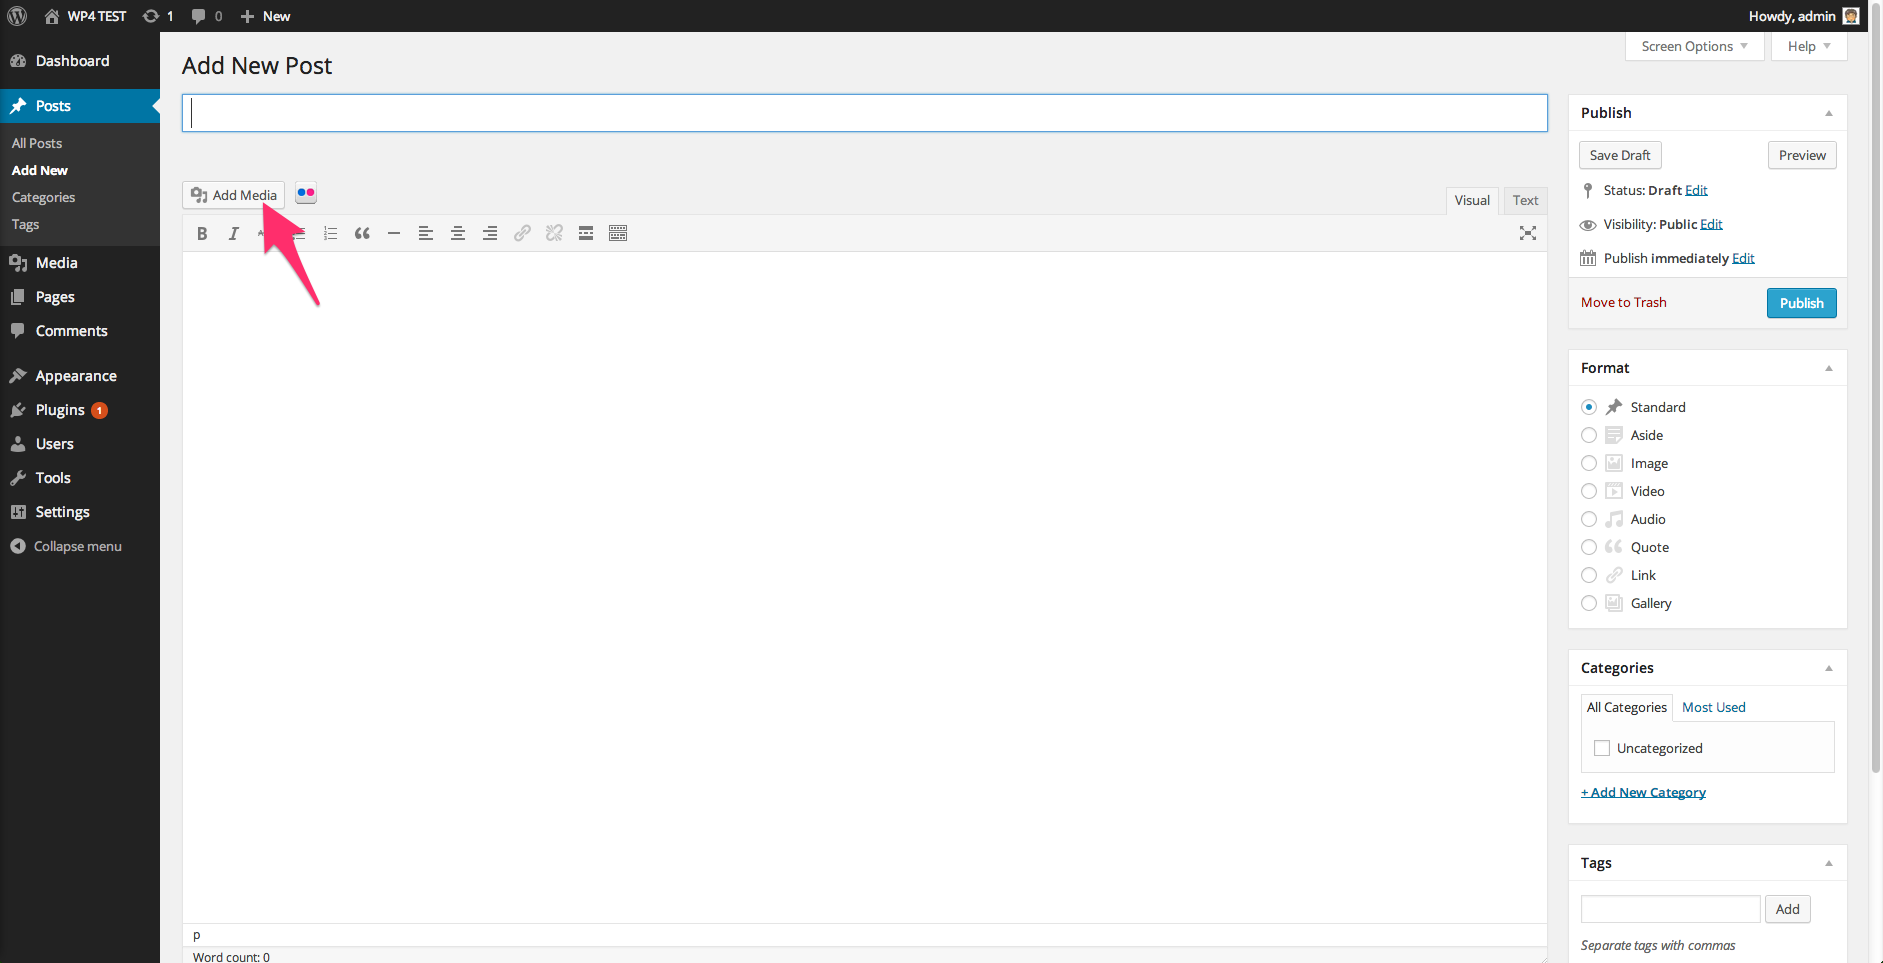 WP4 TEST 1 0 New Howdy, admin
Screen Options Help
Dashboard
Posts
All Posts
Add New
Categories
Tags
Media
Pages
Comments
Appearance
Plugins 1
Users
Tools
Settings
Collapse menu
Add New Post
Add Media
Visual Text
B I
p
Word count: 0
Publish
Save Draft Preview
Status: Draft Edit
Visibility: Public Edit
Publish immediately Edit
Move to Trash Publish
Format
Standard
Aside
Image
Video
Audio
Quote
Link
Gallery
Categories
All Categories Most Used
Uncategorized
+ Add New Category
Tags
Add
Separate tags with commas